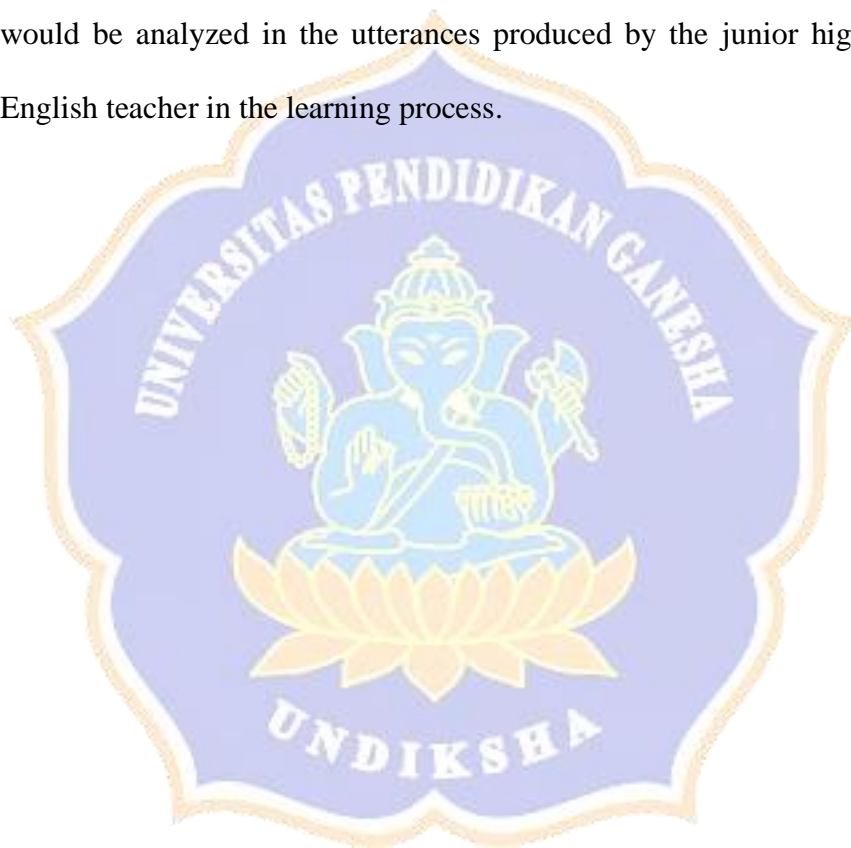 would be analyzed in the utterances produced by the junior hig
English teacher in the learning process.
UNIVERSITAS PENDIDIKAN GANESHA
UNDIKSHA